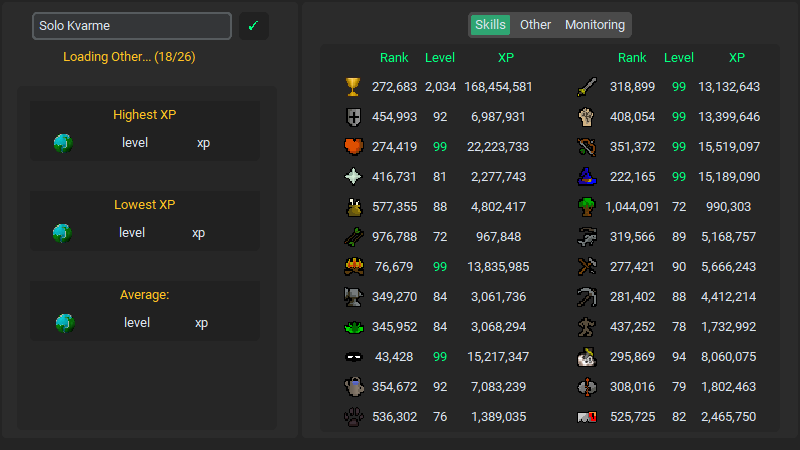 Solo Kvarme ✓
Loading Other... (18/26)
Highest XP
level xp
Lowest XP
level xp
Average:
level xp
Skills Other Monitoring
Rank Level XP Rank Level XP
272,683 2,034 168,454,581 318,899 99 13,132,643
454,993 92 6,987,931 408,054 99 13,399,646
274,419 99 22,223,733 351,372 99 15,519,097
416,731 81 2,277,743 222,165 99 15,189,090
577,355 88 4,802,417 1,044,091 72 990,303
976,788 72 967,848 319,566 89 5,168,757
76,679 99 13,835,985 277,421 90 5,666,243
349,270 84 3,061,736 281,402 88 4,412,214
345,952 84 3,068,294 437,252 78 1,732,992
43,428 99 15,217,347 295,869 94 8,060,075
354,672 92 7,083,239 308,016 79 1,802,463
536,302 76 1,389,035 525,725 82 2,465,750